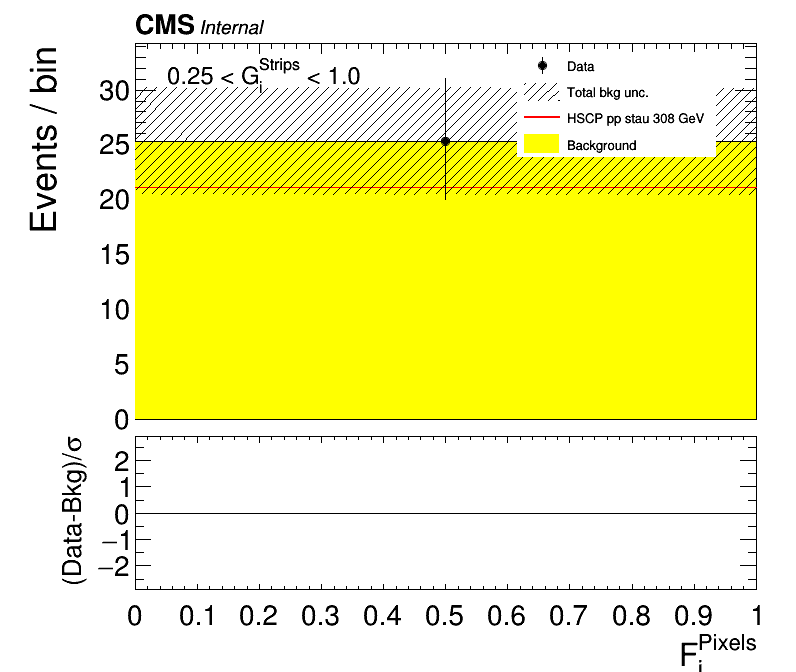 CMS Internal
Events / bin
0.25 < G_i^Strips < 1.0
Data
Total bkg unc.
HSCP pp stau 308 GeV
Background
30
25
20
15
10
5
0
(Data-Bkg)/σ
2
1
0
−1
−2
0 0.1 0.2 0.3 0.4 0.5 0.6 0.7 0.8 0.9 1
F_i^Pixels